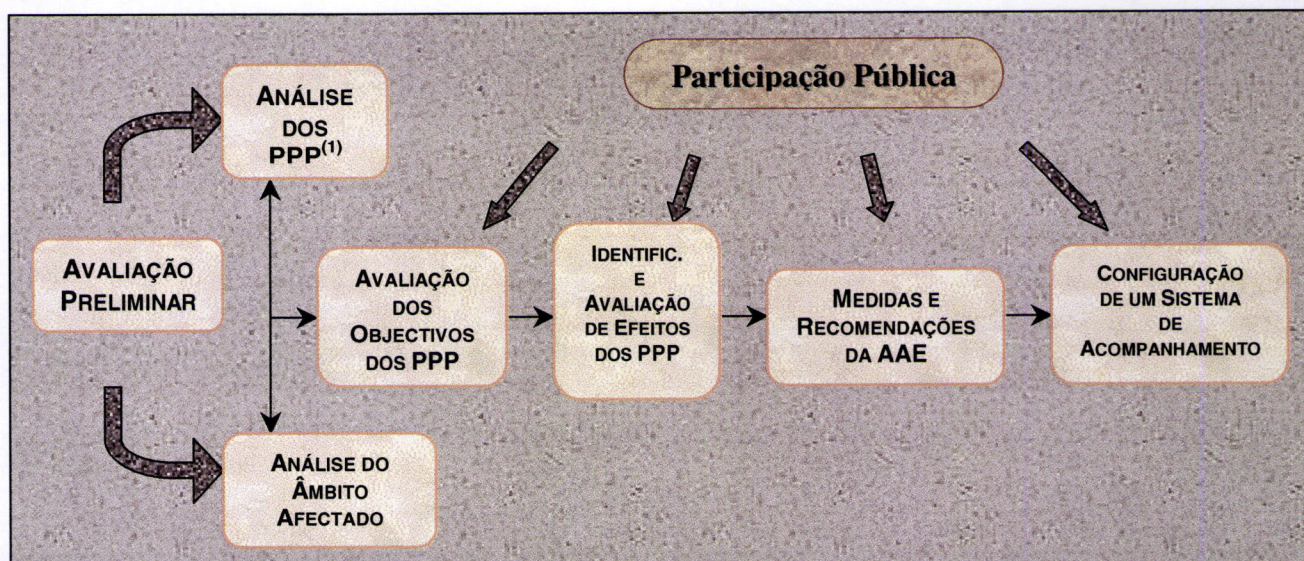 Participação Pública
ANÁLISE
DOS
PPP(1)
AVALIAÇÃO
PRELIMINAR
AVALIAÇÃO
DOS
OBJECTIVOS
DOS PPP
IDENTIFIC.
E
AVALIAÇÃO
DE EFEITOS
DOS PPP
MEDIDAS E
RECOMENDAÇÕES
DA AAE
CONFIGURAÇÃO
DE UM SISTEMA
DE
ACOMPANHAMENTO
ANÁLISE DO
ÂMBITO
AFECTADO